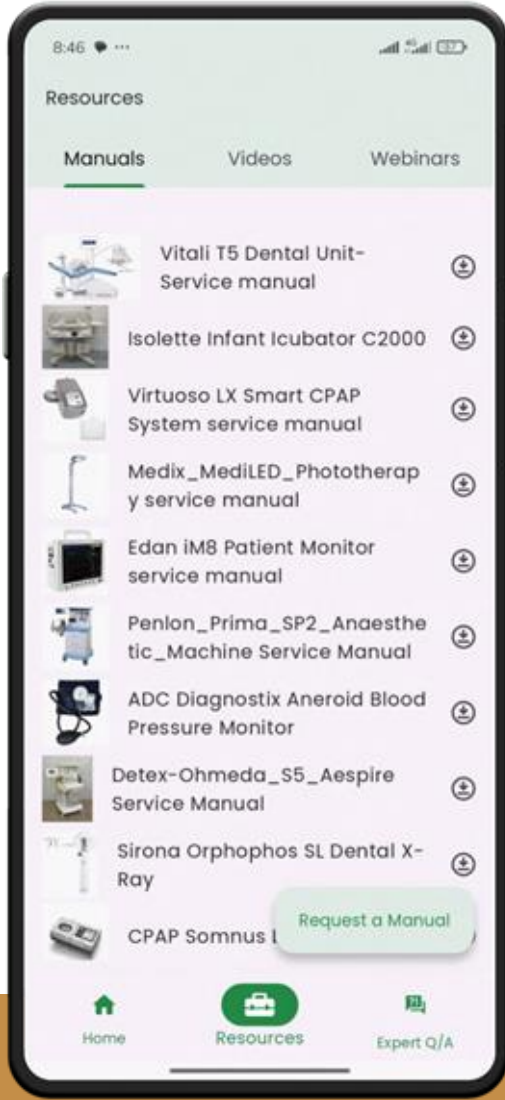 8:46
4G
37
Resources
Manuals Videos Webinars
Vitali T5 Dental Unit-
Service manual
Isolette Infant Icubator C2000
Virtuoso LX Smart CPAP
System service manual
Medix_MediLED_Phototherap
y service manual
Edan iM8 Patient Monitor
service manual
Penlon_Prima_SP2_Anaesthe
tic_Machine Service Manual
ADC Diagnostix Aneroid Blood
Pressure Monitor
Detex-Ohmeda_S5_Aespire
Service Manual
Sirona Orphophos SL Dental X-
Ray
CPAP Somnus
Request a Manual
Home Resources Expert Q/A